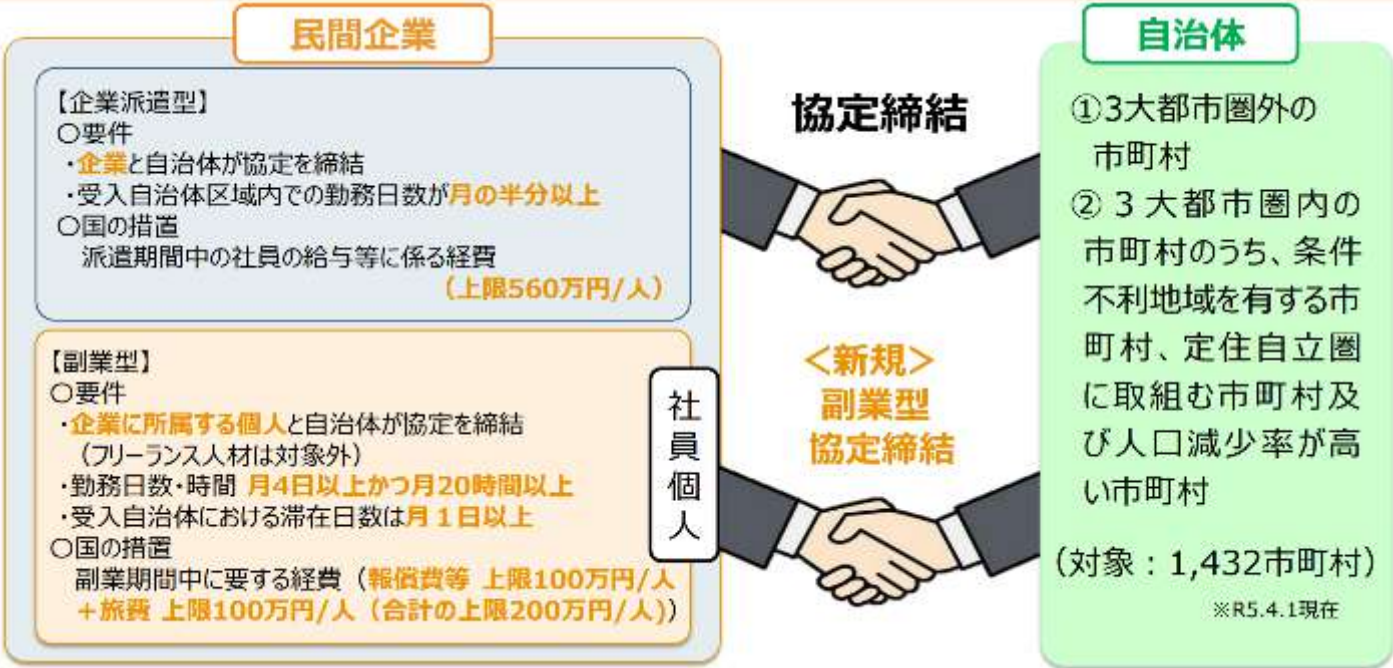 民間企業
【企業派遣型】
〇要件
・企業と自治体が協定を締結
・受入自治体区域内での勤務日数が月の半分以上
〇国の措置
派遣期間中の社員の給与等に係る経費
（上限560万円/人）
【副業型】
〇要件
・企業に所属する個人と自治体が協定を締結
（フリーランス人材は対象外）
・勤務日数・時間 月4日以上かつ月20時間以上
・受入自治体における滞在日数は月１日以上
〇国の措置
副業期間中に要する経費（報償費等 上限100万円/人
＋旅費 上限100万円/人（合計の上限200万円/人)）
社員個人
協定締結
＜新規＞
副業型
協定締結
自治体
①3大都市圏外の
市町村
②３大都市圏内の
市町村のうち、条件
不利地域を有する市
町村、定住自立圏
に取組む市町村及
び人口減少率が高
い市町村
（対象：1,432市町村）
※R5.4.1現在